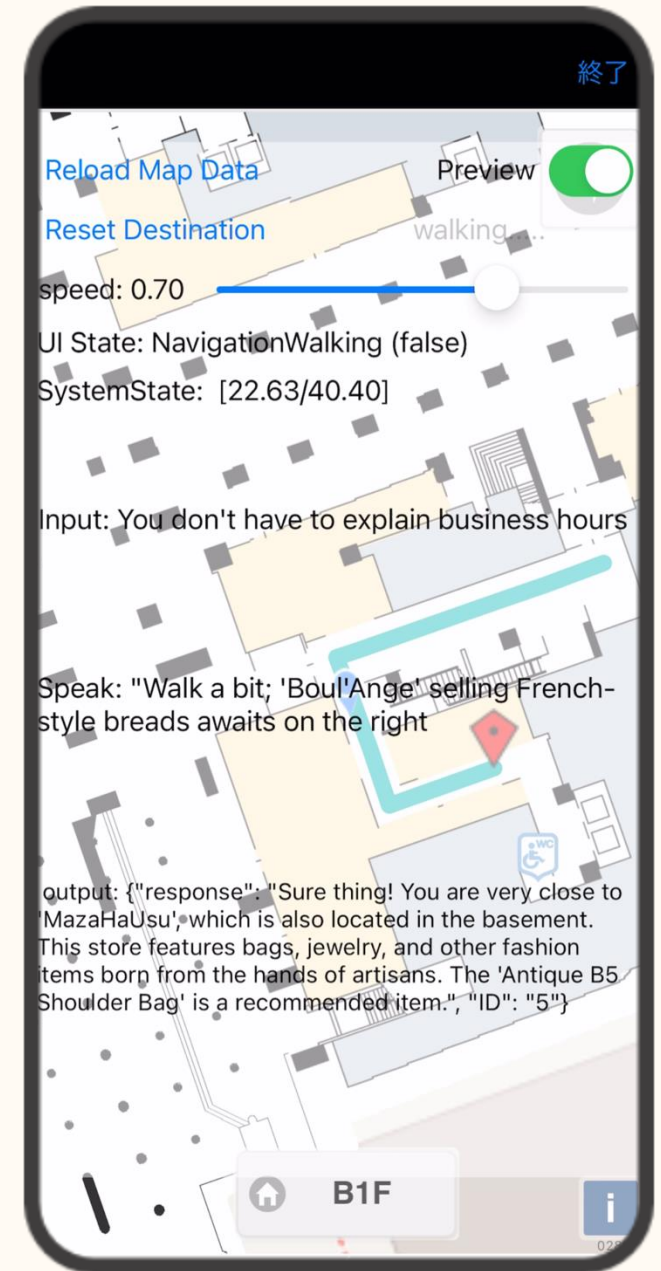 終了
Reload Map Data
Preview
Reset Destination
walking.....
speed: 0.70
UI State: NavigationWalking (false)
SystemState: [22.63/40.40]
Input: You don't have to explain business hours
Speak: "Walk a bit; 'Boul'Ange' selling French-
style breads awaits on the right
WC
output: {"response": "Sure thing! You are very close to
'MazaHaUsu', which is also located in the basement.
This store features bags, jewelry, and other fashion
items born from the hands of artisans. The 'Antique B5
Shoulder Bag' is a recommended item.", "ID": "5"}
B1F
i